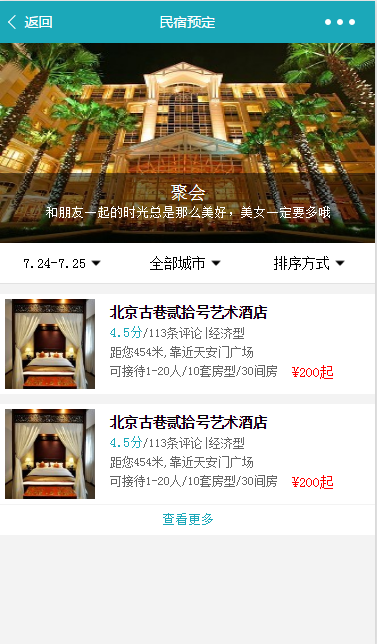 返回
民宿预定
聚会
和朋友一起的时光总是那么美好，美女一定要多哦
7.24-7.25
全部城市
排序方式
北京古巷贰拾号艺术酒店
4.5分/113条评论|经济型
距您454米,靠近天安门广场
可接待1-20人/10套房型/30间房
¥200起
北京古巷贰拾号艺术酒店
4.5分/113条评论|经济型
距您454米,靠近天安门广场
可接待1-20人/10套房型/30间房
¥200起
查看更多